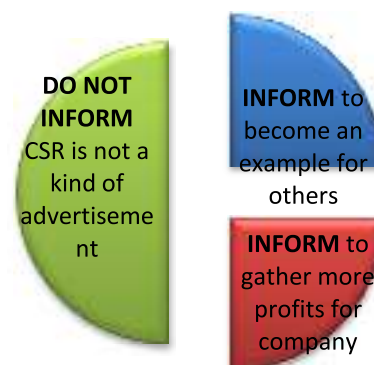 DO NOT
INFORM
CSR is not a
kind of
advertiseme
nt
INFORM to
become an
example for
others
INFORM to
gather more
profits for
company